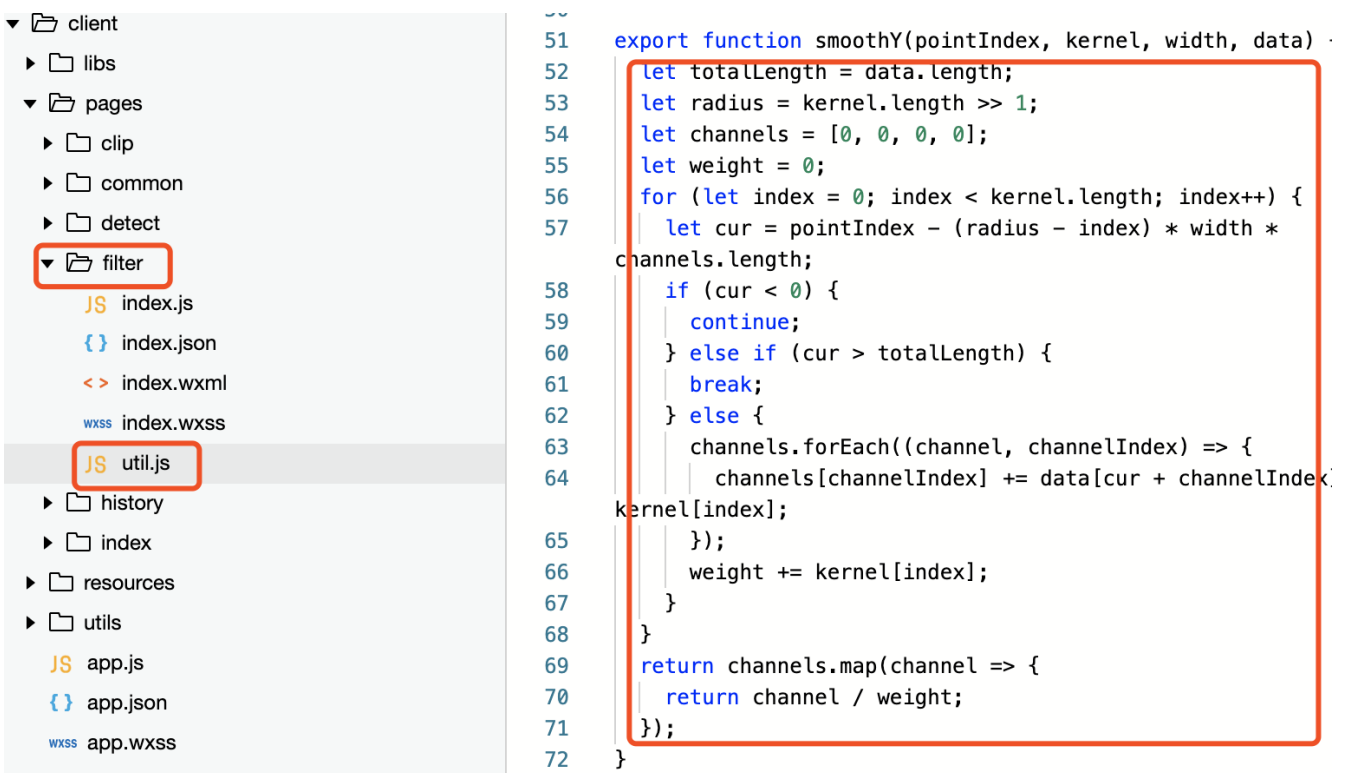 client
libs
pages
clip
common
detect
filter
index.js
{ } index.json
< > index.wxml
wxss index.wxss
JS util.js
history
index
resources
utils
JS app.js
{ } app.json
wxss app.wxss
51 export function smoothY(pointIndex, kernel, width, data)
52 let totalLength = data.length;
53 let radius = kernel.length >> 1;
54 let channels = [0, 0, 0, 0];
55 let weight = 0;
56 for (let index = 0; index < kernel.length; index++) {
57 let cur = pointIndex - (radius - index) * width *
channels.length;
58 if (cur < 0) {
59 continue;
60 } else if (cur > totalLength) {
61 break;
62 } else {
63 channels.forEach((channel, channelIndex) => {
64 channels[channelIndex] += data[cur + channelIndex]
kernel[index];
65 });
66 weight += kernel[index];
67 }
68 }
69 return channels.map(channel => {
70 return channel / weight;
71 });
72 }